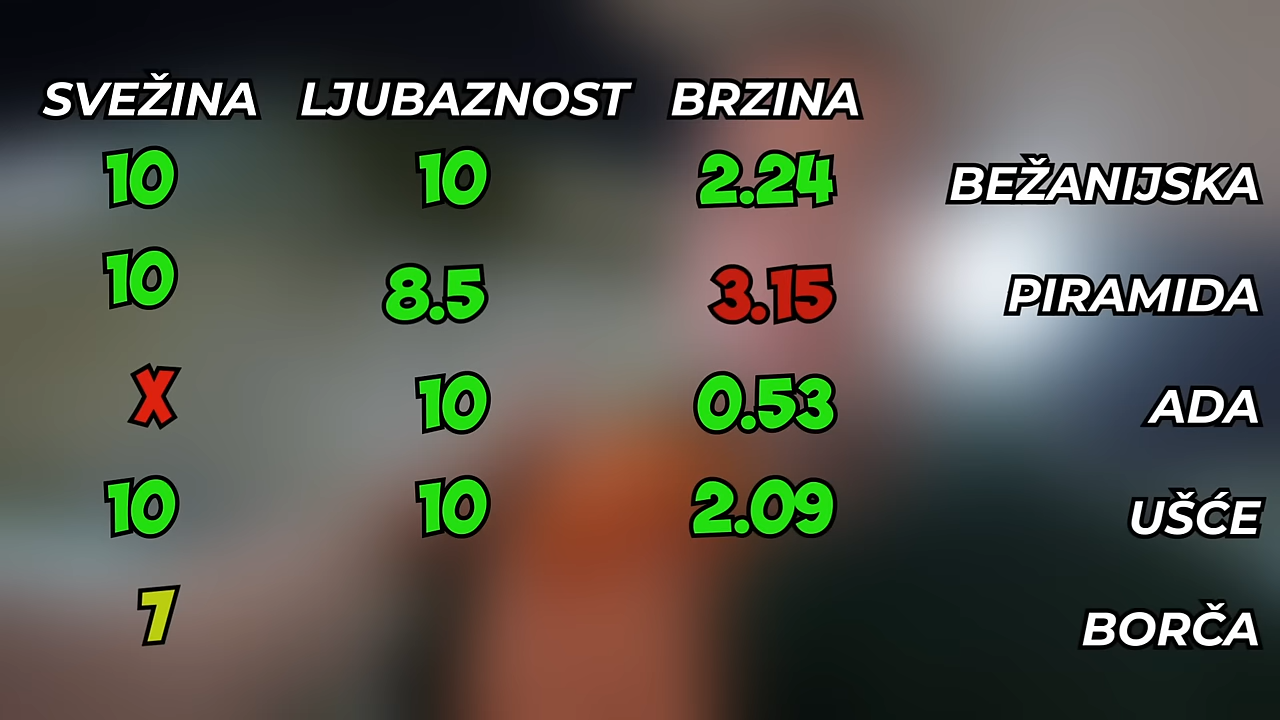 SVEŽINA LJUBAZNOST BRZINA
10 10 2.24 BEŽANIJSKA
10 8.5 3.15 PIRAMIDA
X 10 0.53 ADA
10 10 2.09 UŠĆE
7 BORČA